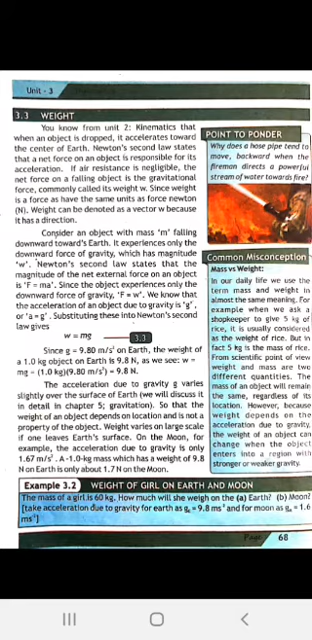 Unit - 3
3.3 WEIGHT
You know from unit 2: Kinematics that
when an object is dropped, it accelerates toward
the center of Earth. Newton's second law states
that a net force on an object is responsible for its
acceleration. If air resistance is negligible, the
net force on a falling object is the gravitational
force, commonly called its weight w. Since weight
is a force as have the same units as force newton
(N). Weight can be denoted as a vector w because
it has a direction.
Consider an object with mass 'm' falling
downward toward's Earth. It experiences only the
downward force of gravity, which has magnitude
'w'. Newton's second law states that the
magnitude of the net external force on an object
is 'F = ma'. Since the object experiences only the
downward force of gravity, 'F = w'. We know that
the acceleration of an object due to gravity is 'g',
or 'a = g'. Substituting these into Newton's second
law gives
w = mg 3.3
Since g = 9.80 m/s² on Earth, the weight of
a 1.0 kg object on Earth is 9.8 N, as we see: w =
mg = (1.0 kg)(9.80 m/s²) = 9.8 N.
The acceleration due to gravity g varies
slightly over the surface of Earth (we will discuss it
in detail in chapter 5; gravitation). So that the
weight of an object depends on location and is not a
property of the object. Weight varies on large scale
if one leaves Earth's surface. On the Moon, for
example, the acceleration due to gravity is only
1.67 m/s². A-1.0-kg mass which has a weight of 9.8
N on Earth is only about 1.7 N on the Moon.
POINT TO PONDER
Why does a hose pipe tend to
move, backward when the
fireman directs a powerful
stream of water towards fire?
Common Misconception
Mass vs Weight:
In our daily life we use the
term mass and weight in
almost the same meaning. For
example when we ask a
shopkeeper to give 5 kg of
rice, it is usually considered
as the weight of rice. But in
fact 5 kg is the mass of rice.
From scientific point of view
weight and mass are two
different quantities. The
mass of an object will remain
the same, regardless of its
location. However, because
weight depends on the
acceleration due to gravity,
the weight of an object can
change when the object
enters into a region with
stronger or weaker gravity.
Example 3.2 WEIGHT OF GIRL ON EARTH AND MOON
The mass of a girl is 60 kg. How much will she weigh on the (a) Earth? (b) Moon?
[take acceleration due to gravity for earth as gₑ = 9.8 ms⁻² and for moon as gₘ = 1.6
ms⁻²]
Page 68